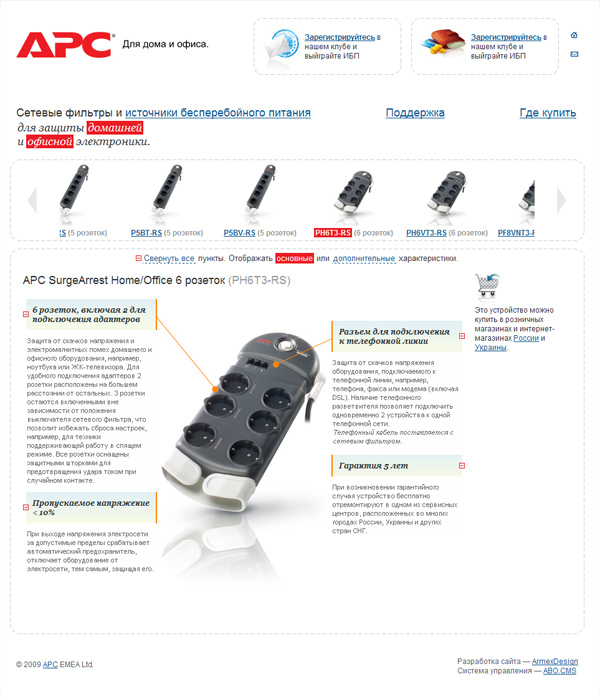 APC
Для дома и офиса.
Зарегистрируйтесь в
нашем клубе и
выйграйте ИБП
Зарегистрируйтесь в
нашем клубе и
выйграйте ИБП
Сетевые фильтры и источники бесперебойного питания
для защиты домашней
и офисной электроники.
Поддержка
Где купить
RS (5 розеток)
P5BT-RS (5 розеток)
P5BV-RS (5 розеток)
PH6T3-RS (6 розеток)
PH6VT3-RS (6 розеток)
PF8VNT3-F
Свернуть все пункты. Отображать основные или дополнительные характеристики.
APC SurgeArrest Home/Office 6 розеток (PH6T3-RS)
6 розеток, включая 2 для
подключения адаптеров
Защита от скачков напряжения и
электромагнитных помех домашнего и
офисного оборудования, например,
ноутбука или ЖК-телевизора. Для
удобного подключения адаптеров 2
розетки расположены на большем
расстоянии от остальных. 3 розетки
остаются включенными вне
зависимости от положения
выключателя сетевого фильтра, что
позволит избежать сброса настроек,
например, для техники
поддерживающей работу в спящем
режиме. Все розетки оснащены
защитными шторками для
предотвращения удара током при
случайном контакте.
Пропускаемое напряжение
< 10%
При выходе напряжения электросети
за допустимые пределы срабатывает
автоматический предохранитель,
отключает оборудование от
электросети, тем самым, защищая его.
APC
Разъем для подключения
к телефонной линии
Защита от скачков напряжения
оборудования, подключаемого к
телефонной линии, например,
телефона, факса или модема (включая
DSL). Наличие телефонного
разветвителя позволяет подключить
одновременно 2 устройства к одной
телефонной сети.
Телефонный кабель поставляется с
сетевым фильтром.
Гарантия 5 лет
При возникновении гарантийного
случая устройство бесплатно
отремонтируют в одном из сервисных
центров, расположенных во многих
городах России, Украины и других
стран СНГ.
Это устройство можно
купить в розничных
магазинах и интернет-
магазинах России и
Украины.
© 2009 APC EMEA Ltd.
Разработка сайта — ArmexDesign
Система управления — ABO.CMS